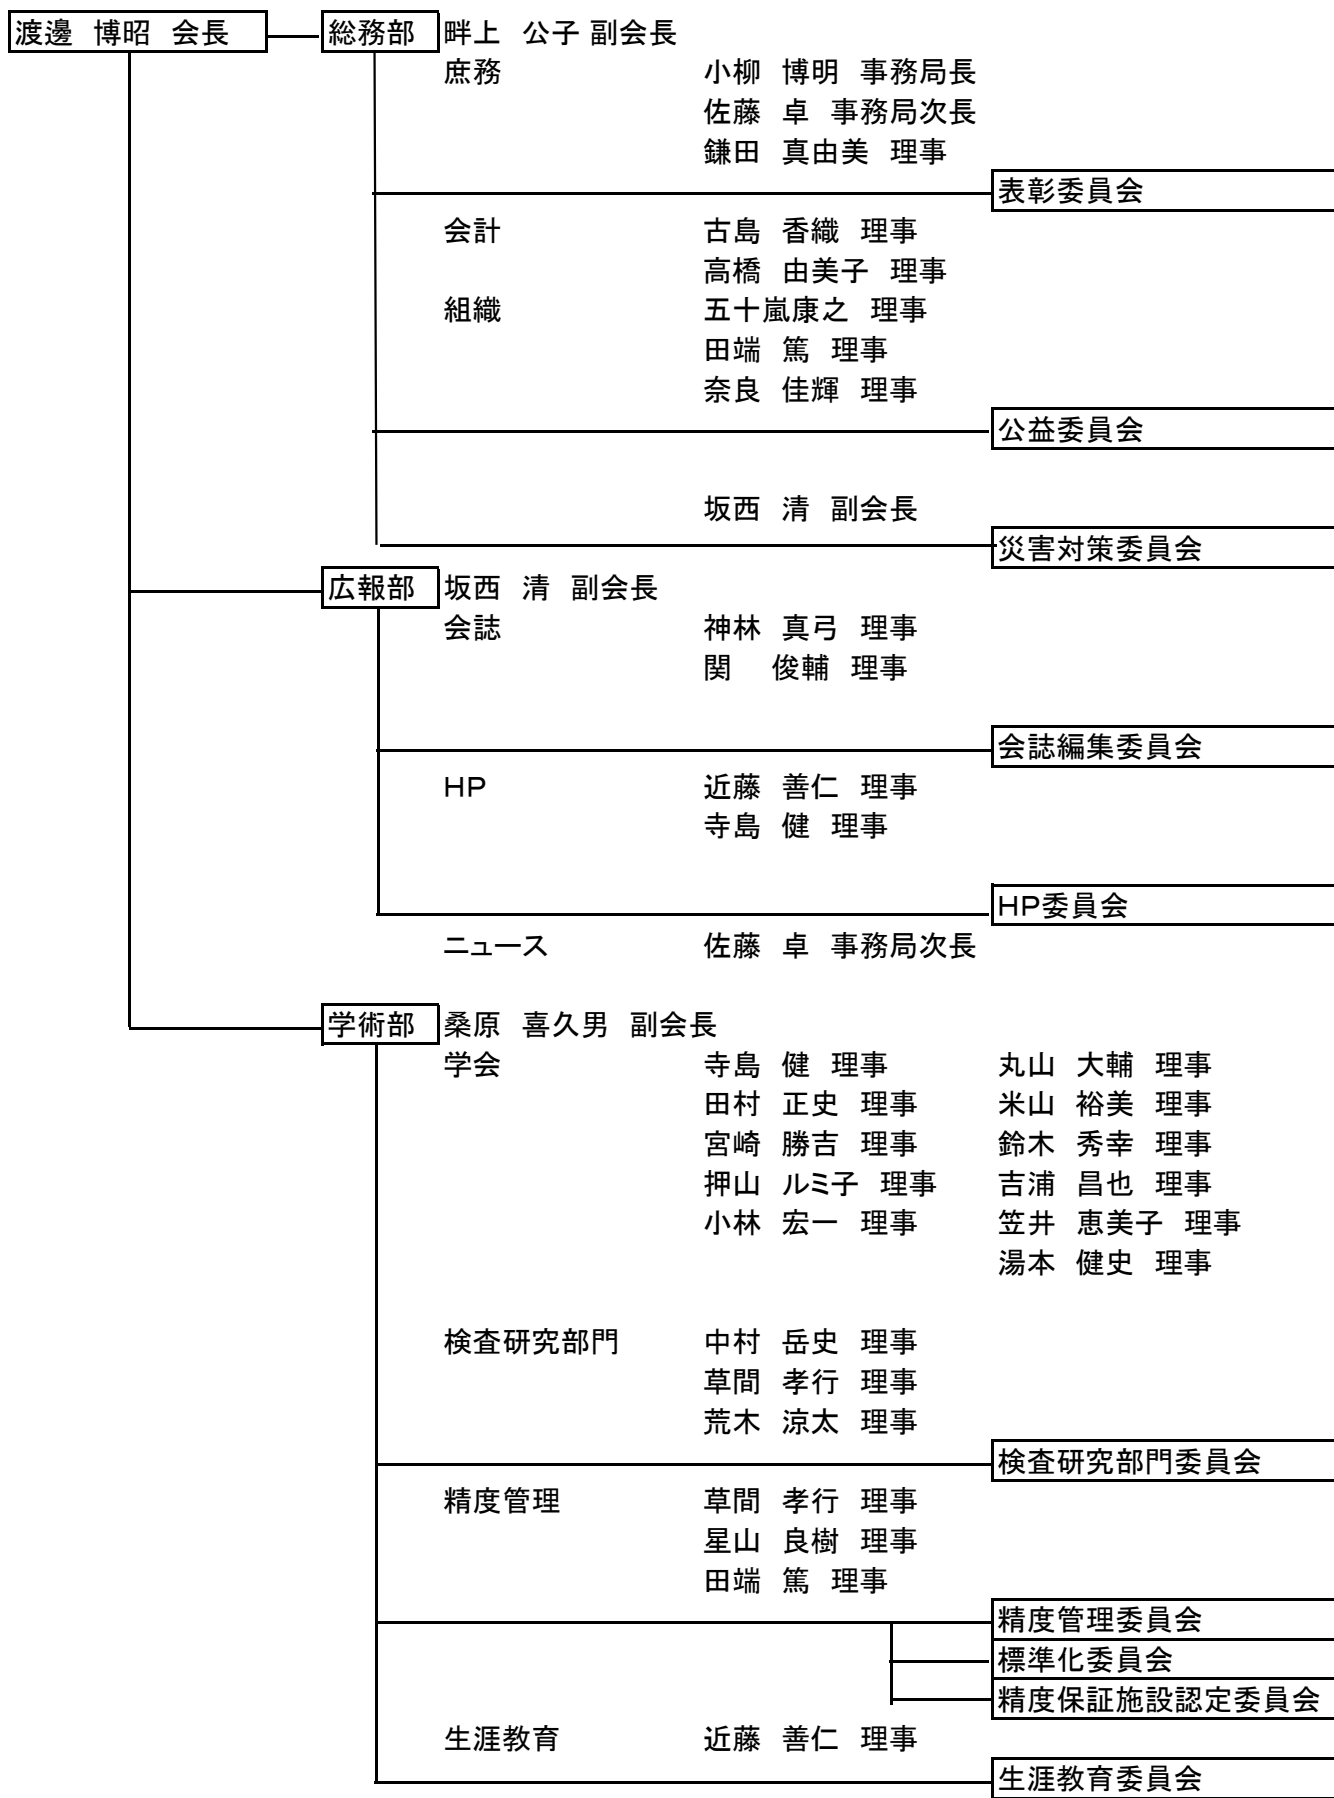 渡邊 博昭 会長 総務部 畔上 公子 副会長
庶務 小柳 博明 事務局長
佐藤 卓 事務局次長
鎌田 真由美 理事
表彰委員会
会計 古島 香織 理事
高橋 由美子 理事
組織 五十嵐康之 理事
田端 篤 理事
奈良 佳輝 理事
公益委員会
坂西 清 副会長
災害対策委員会
広報部 坂西 清 副会長
会誌 神林 真弓 理事
関 俊輔 理事
会誌編集委員会
HP 近藤 善仁 理事
寺島 健 理事
HP委員会
ニュース 佐藤 卓 事務局次長
学術部 桑原 喜久男 副会長
学会 寺島 健 理事 丸山 大輔 理事
田村 正史 理事 米山 裕美 理事
宮崎 勝吉 理事 鈴木 秀幸 理事
押山 ルミ子 理事 吉浦 昌也 理事
小林 宏一 理事 笠井 恵美子 理事
湯本 健史 理事
検査研究部門 中村 岳史 理事
草間 孝行 理事
荒木 涼太 理事
検査研究部門委員会
精度管理 草間 孝行 理事
星山 良樹 理事
田端 篤 理事
精度管理委員会
標準化委員会
精度保証施設認定委員会
生涯教育 近藤 善仁 理事
生涯教育委員会